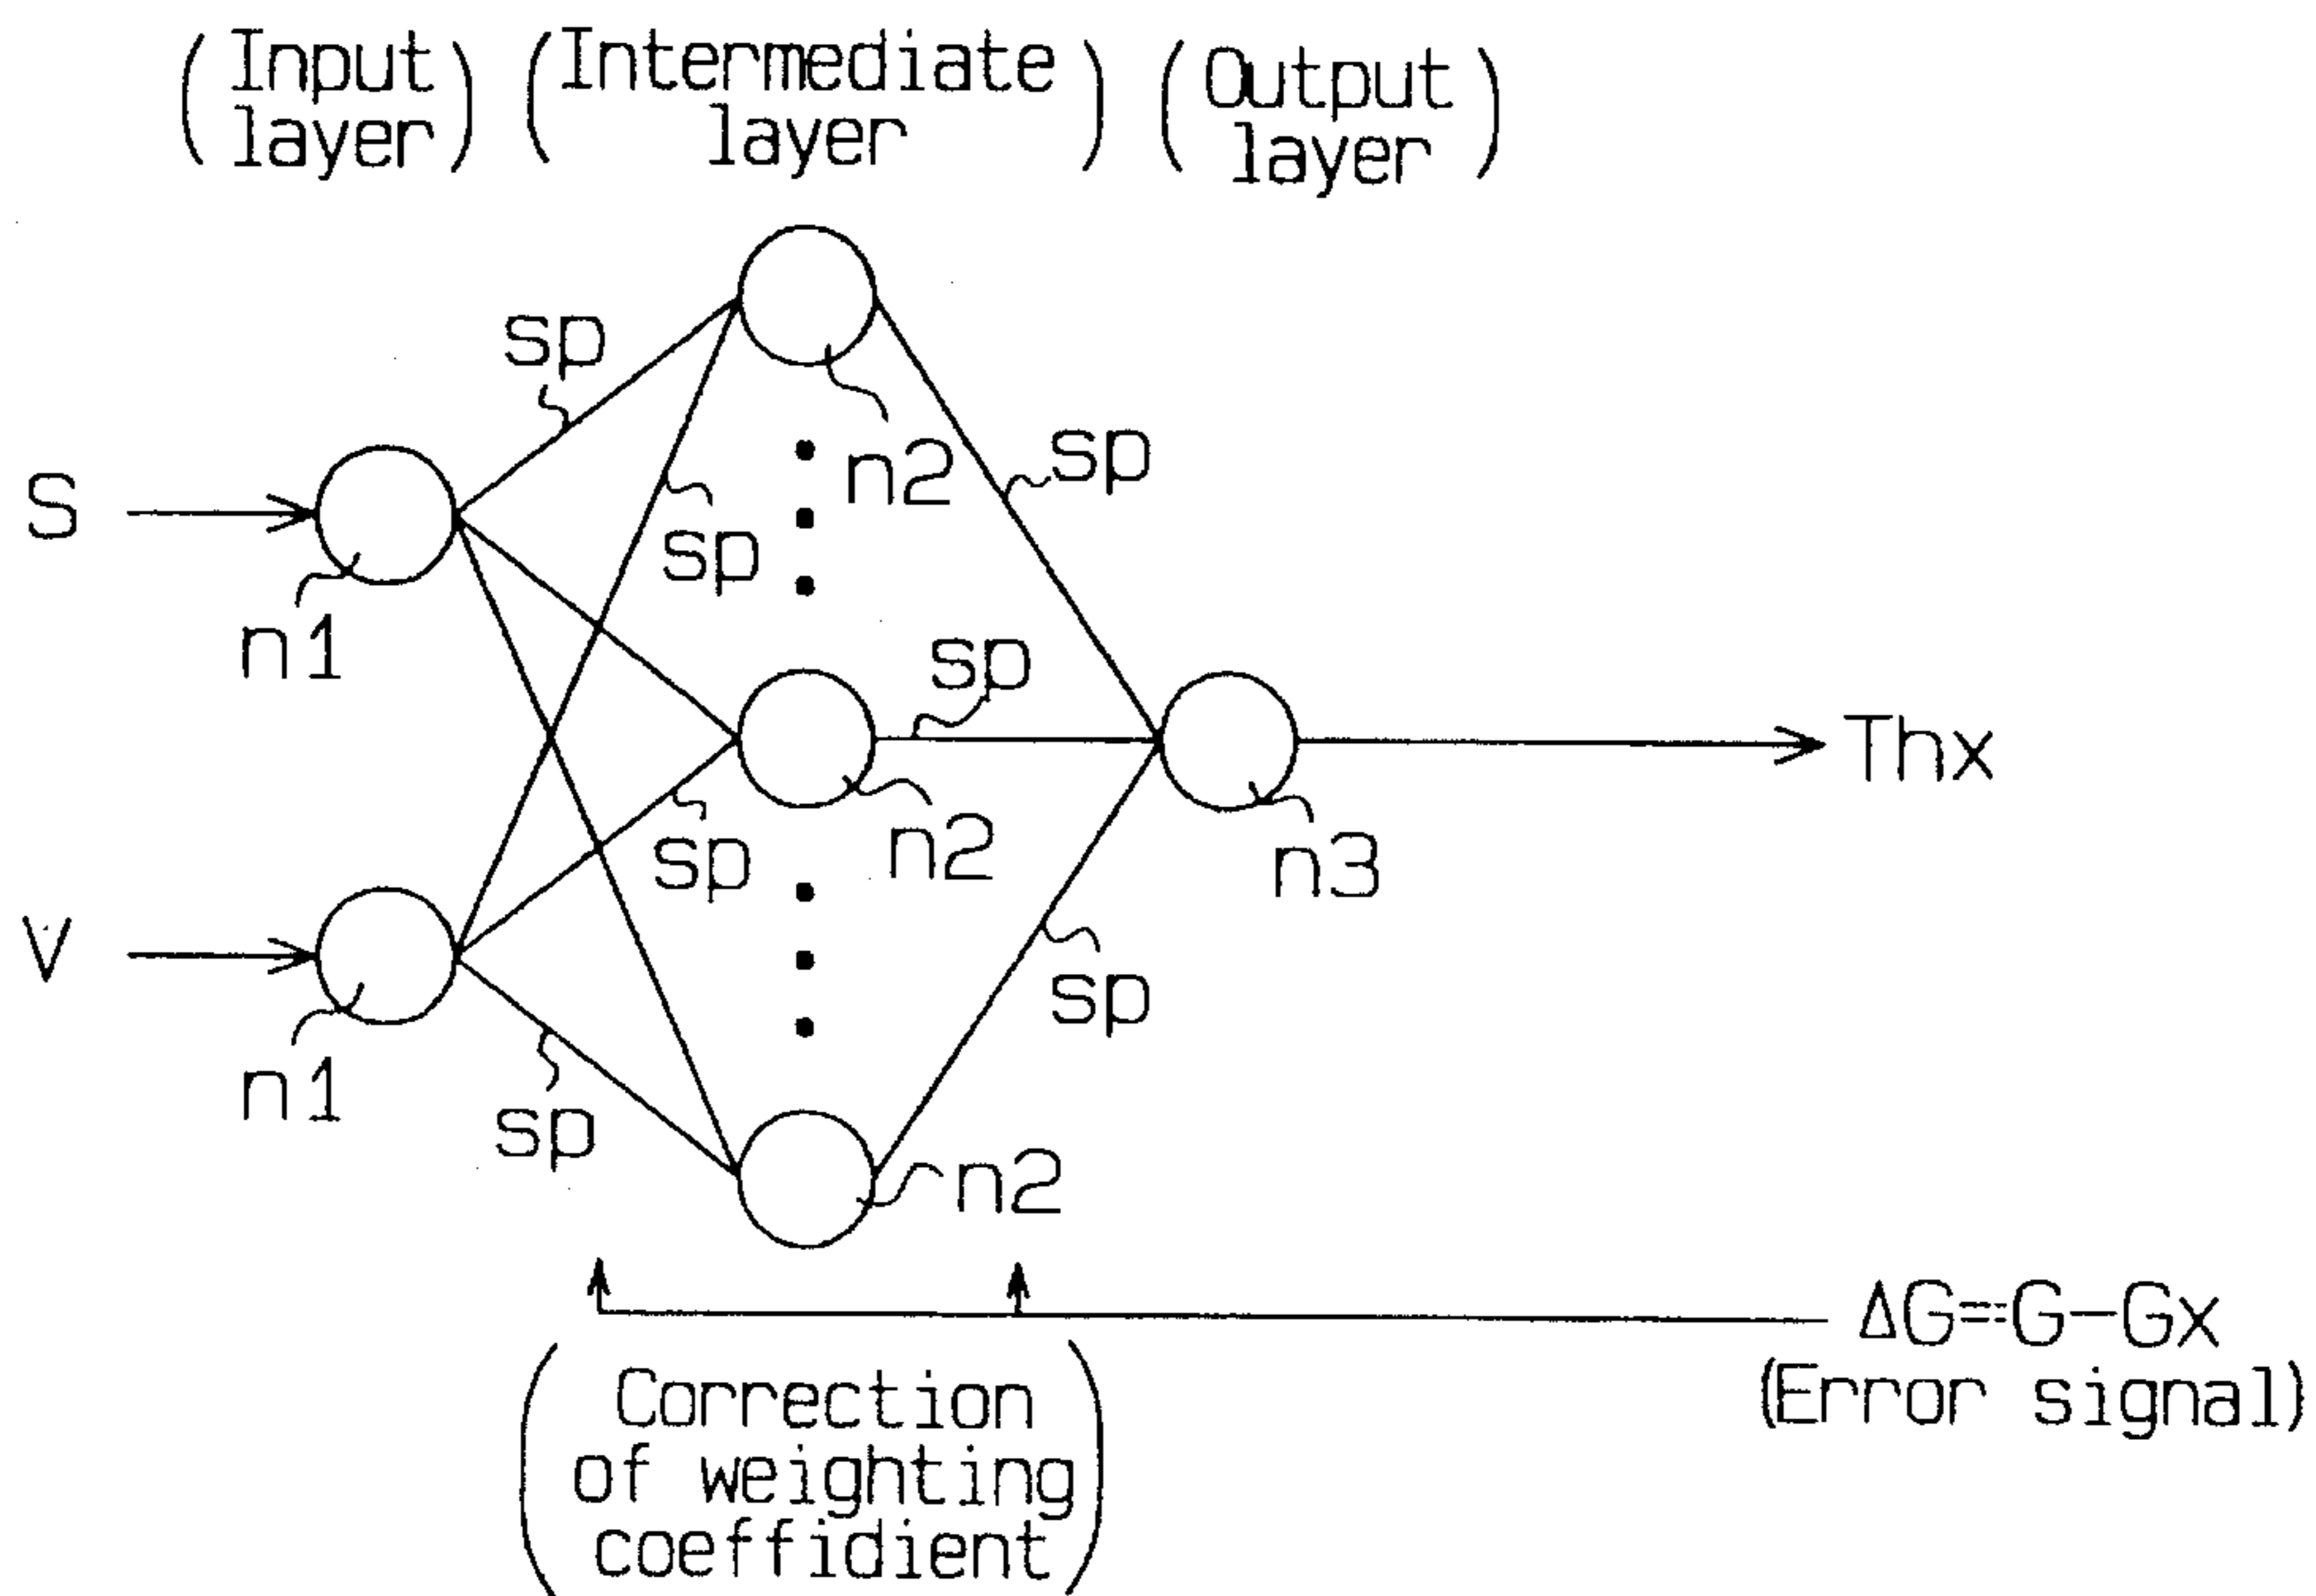 (Input layer) (Intermediate layer) (Output layer)
sp
n2
sp
S
sp
n1
sp
Thx
n2
sp
n3
V
sp
n1
sp
n2
ΔG=G-Gx
(Error signal)
(Correction
of weighting
coeffidient)